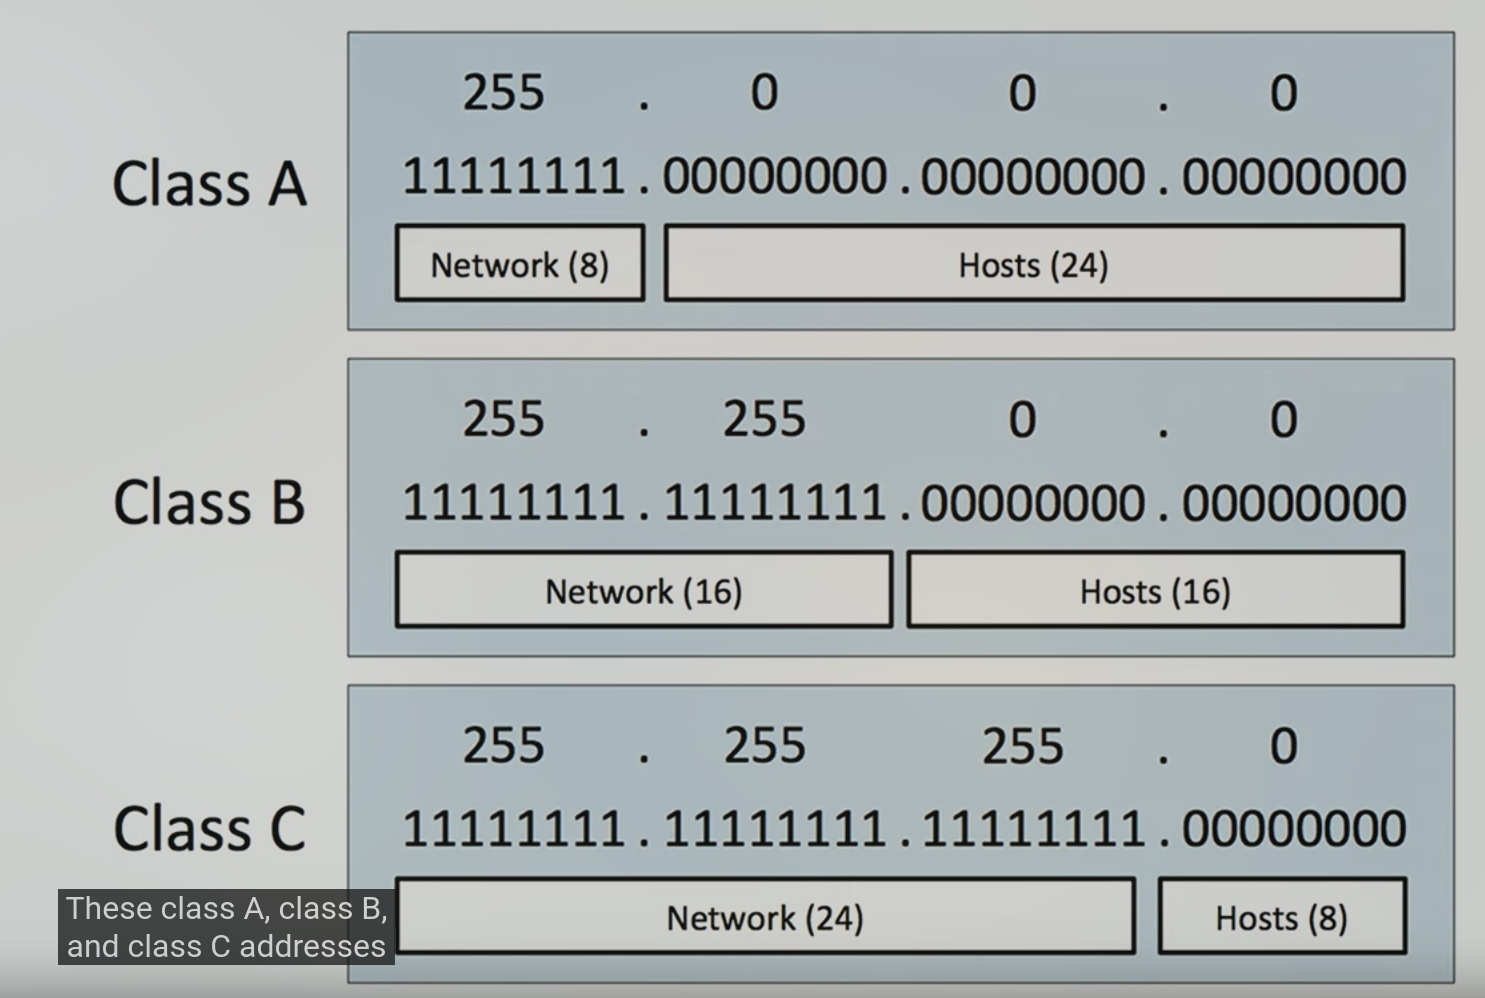 255 . 0 0 . 0
Class A
11111111 . 00000000 . 00000000 . 00000000
Network (8) Hosts (24)
255 . 255 0 . 0
Class B
11111111 . 11111111 . 00000000 . 00000000
Network (16) Hosts (16)
255 . 255 255 . 0
Class C
11111111 . 11111111 . 11111111 . 00000000
Network (24) Hosts (8)
These class A, class B,
and class C addresses